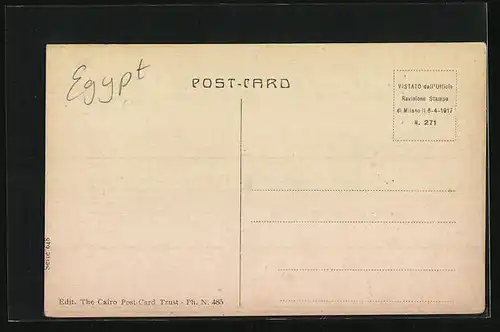 Egypt
POST-CARD
VISTATO dall'Ufficio
Revisione Stampa
di Milano il 6-4-1917
n. 271
Serie 648
Edit. The Cairo Post-Card Trust - Ph. N. 485